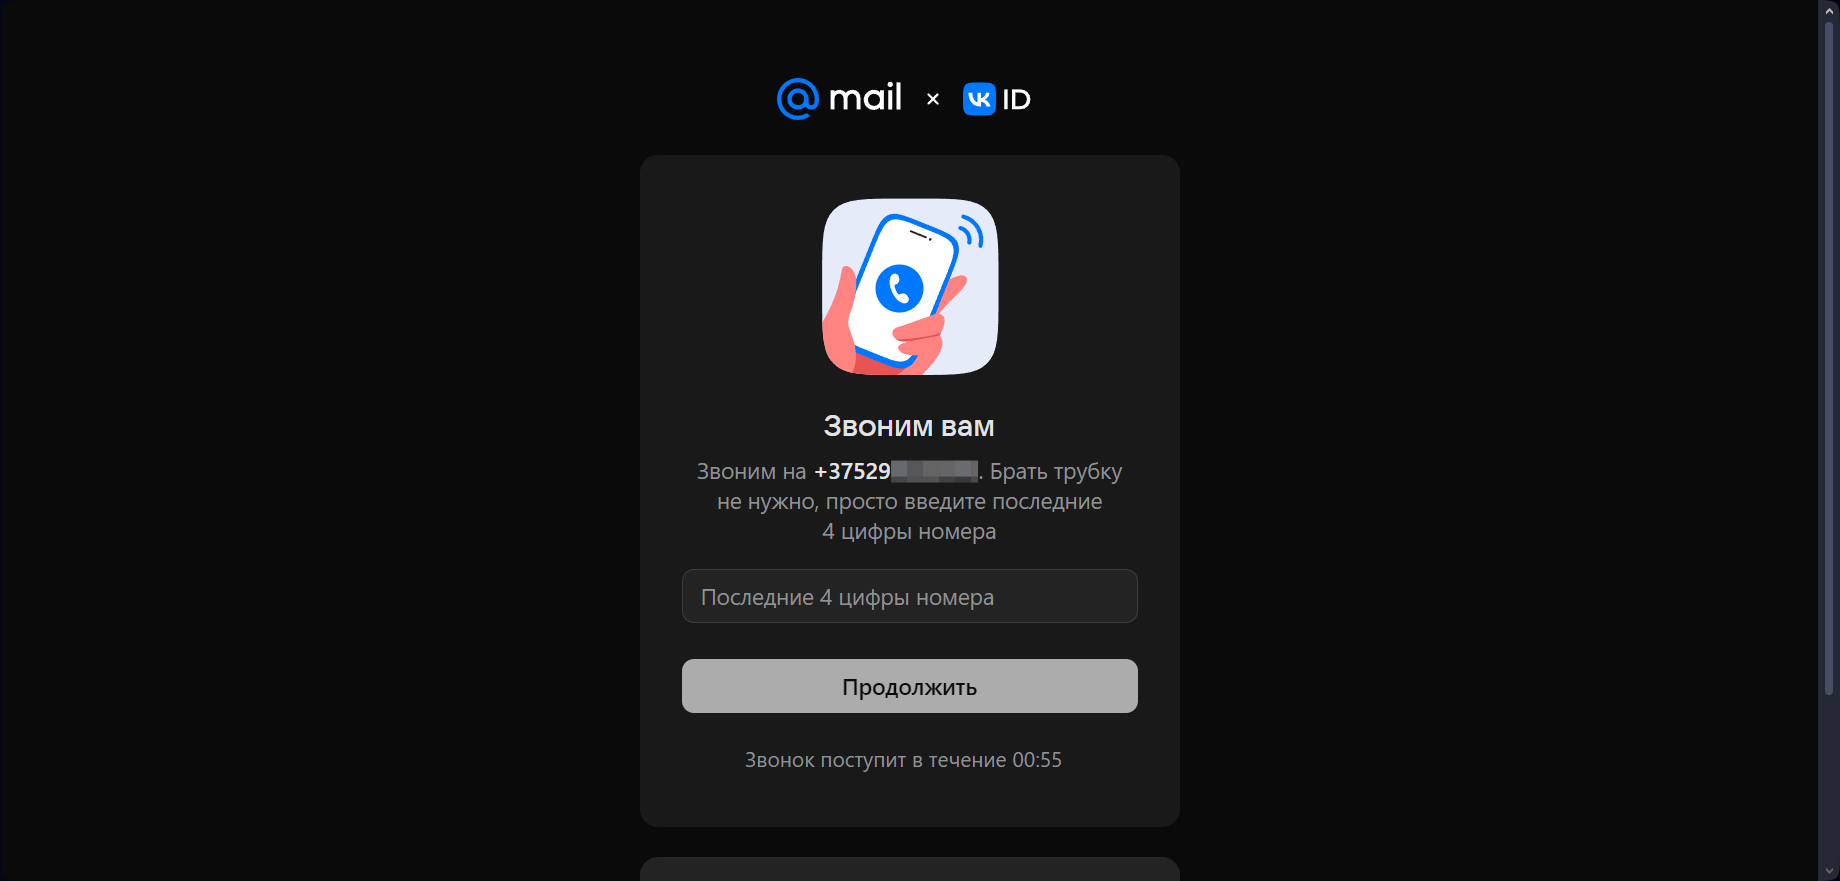 mail × VK ID
Звоним вам
Звоним на +37529 . Брать трубку
не нужно, просто введите последние
4 цифры номера
Последние 4 цифры номера
Продолжить
Звонок поступит в течение 00:55